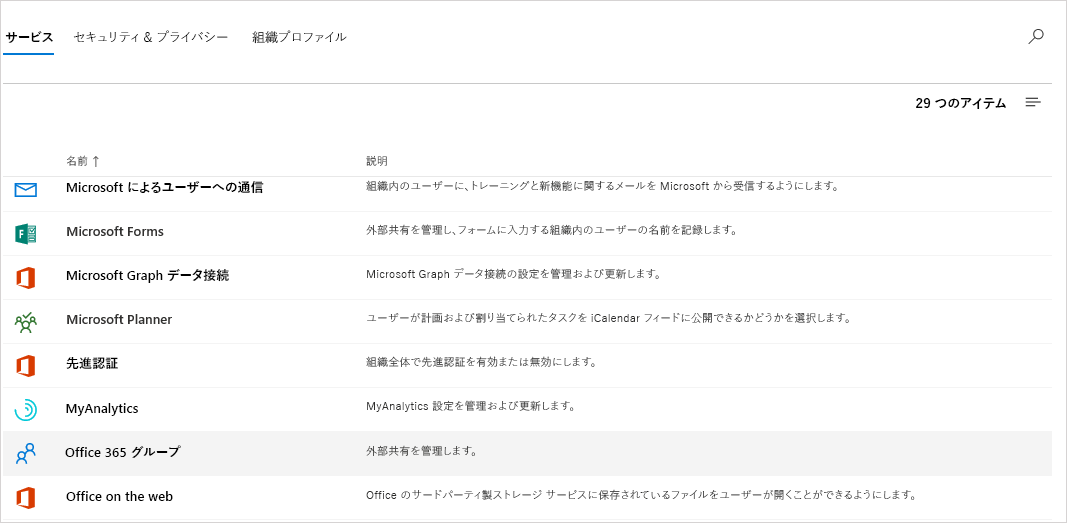 サービス セキュリティ & プライバシー 組織プロファイル
29 つのアイテム
名前 ↑ 説明
Microsoft によるユーザーへの通信 組織内のユーザーに、トレーニングと新機能に関するメールを Microsoft から受信するようにします。
Microsoft Forms 外部共有を管理し、フォームに入力する組織内のユーザーの名前を記録します。
Microsoft Graph データ接続 Microsoft Graph データ接続の設定を管理および更新します。
Microsoft Planner ユーザーが計画および割り当てられたタスクを iCalendar フィードに公開できるかどうかを選択します。
先進認証 組織全体で先進認証を有効または無効にします。
MyAnalytics MyAnalytics 設定を管理および更新します。
Office 365 グループ 外部共有を管理します。
Office on the web Office のサードパーティ製ストレージ サービスに保存されているファイルをユーザーが開くことができるようにします。